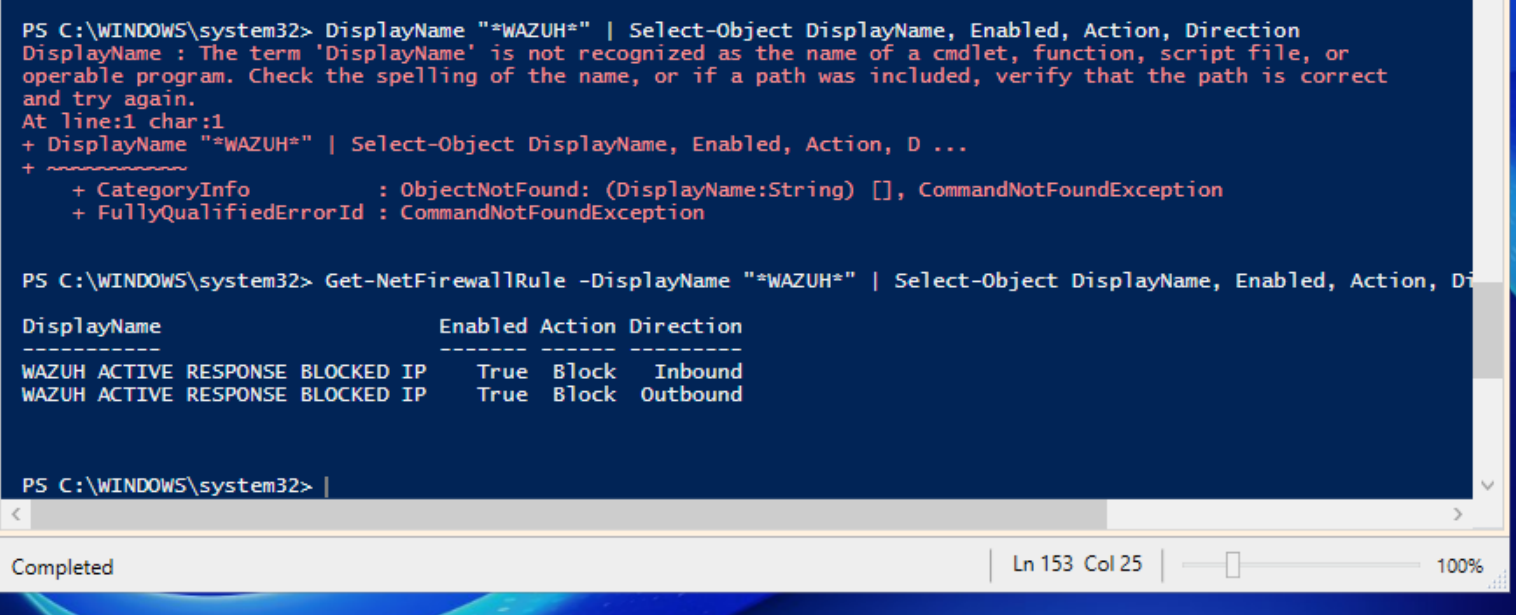 PS C:\WINDOWS\system32> DisplayName "*WAZUH*" | Select-Object DisplayName, Enabled, Action, Direction
DisplayName : The term 'DisplayName' is not recognized as the name of a cmdlet, function, script file, or
operable program. Check the spelling of the name, or if a path was included, verify that the path is correct
and try again.
At line:1 char:1
+ DisplayName "*WAZUH*" | Select-Object DisplayName, Enabled, Action, D ...
+ ~~~~~~~~~~~
    + CategoryInfo          : ObjectNotFound: (DisplayName:String) [], CommandNotFoundException
    + FullyQualifiedErrorId : CommandNotFoundException
PS C:\WINDOWS\system32> Get-NetFirewallRule -DisplayName "*WAZUH*" | Select-Object DisplayName, Enabled, Action, Di
DisplayName                      Enabled Action Direction
-----------                      ------- ------ ---------
WAZUH ACTIVE RESPONSE BLOCKED IP    True  Block   Inbound
WAZUH ACTIVE RESPONSE BLOCKED IP    True  Block  Outbound
PS C:\WINDOWS\system32>
Completed Ln 153 Col 25 100%